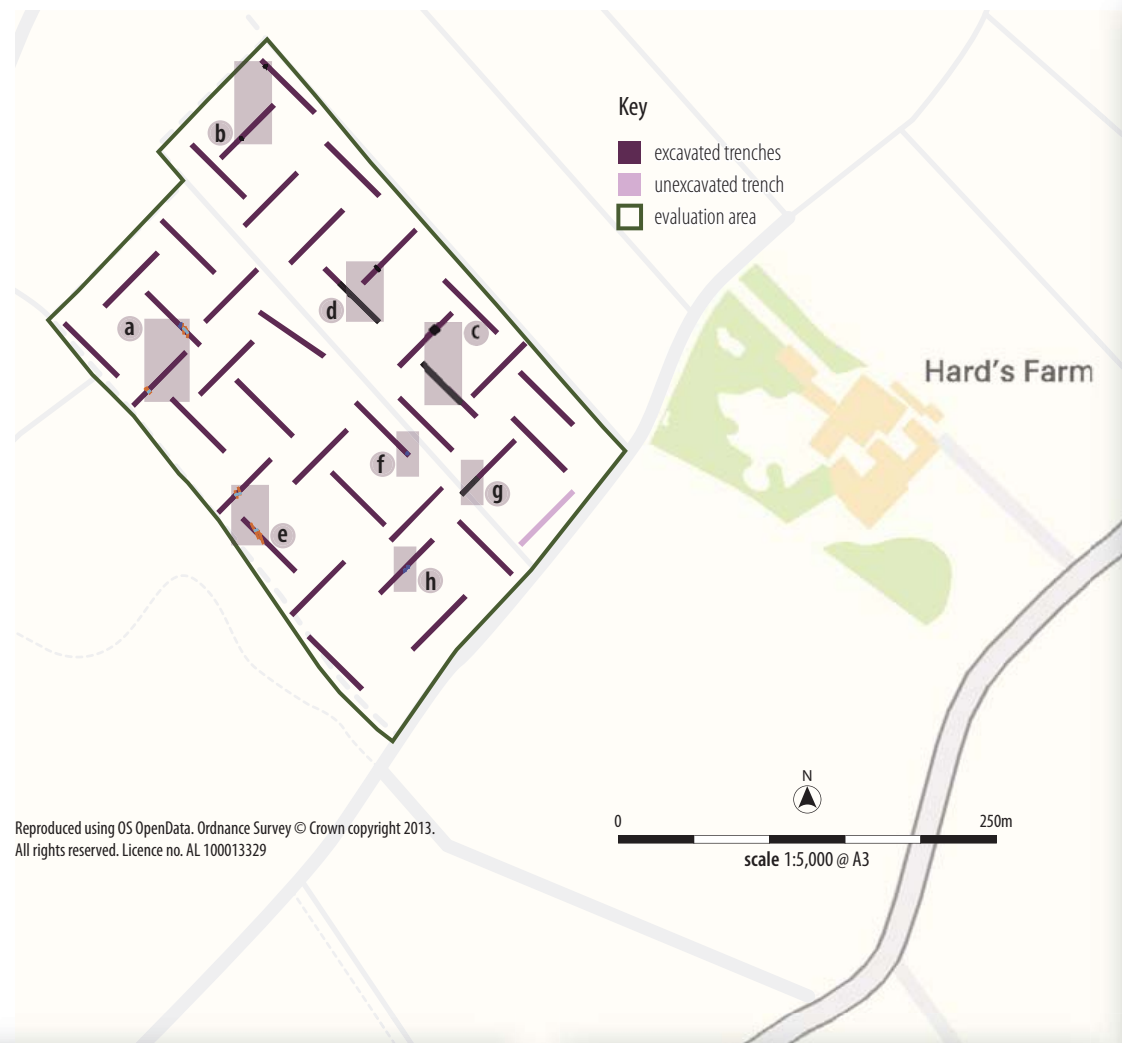 Key
excavated trenches
unexcavated trench
evaluation area
b
a
d
c
f
g
e
h
Hard's Farm
N
0 250m
scale 1:5,000 @ A3
Reproduced using OS OpenData. Ordnance Survey © Crown copyright 2013.
All rights reserved. Licence no. AL 100013329